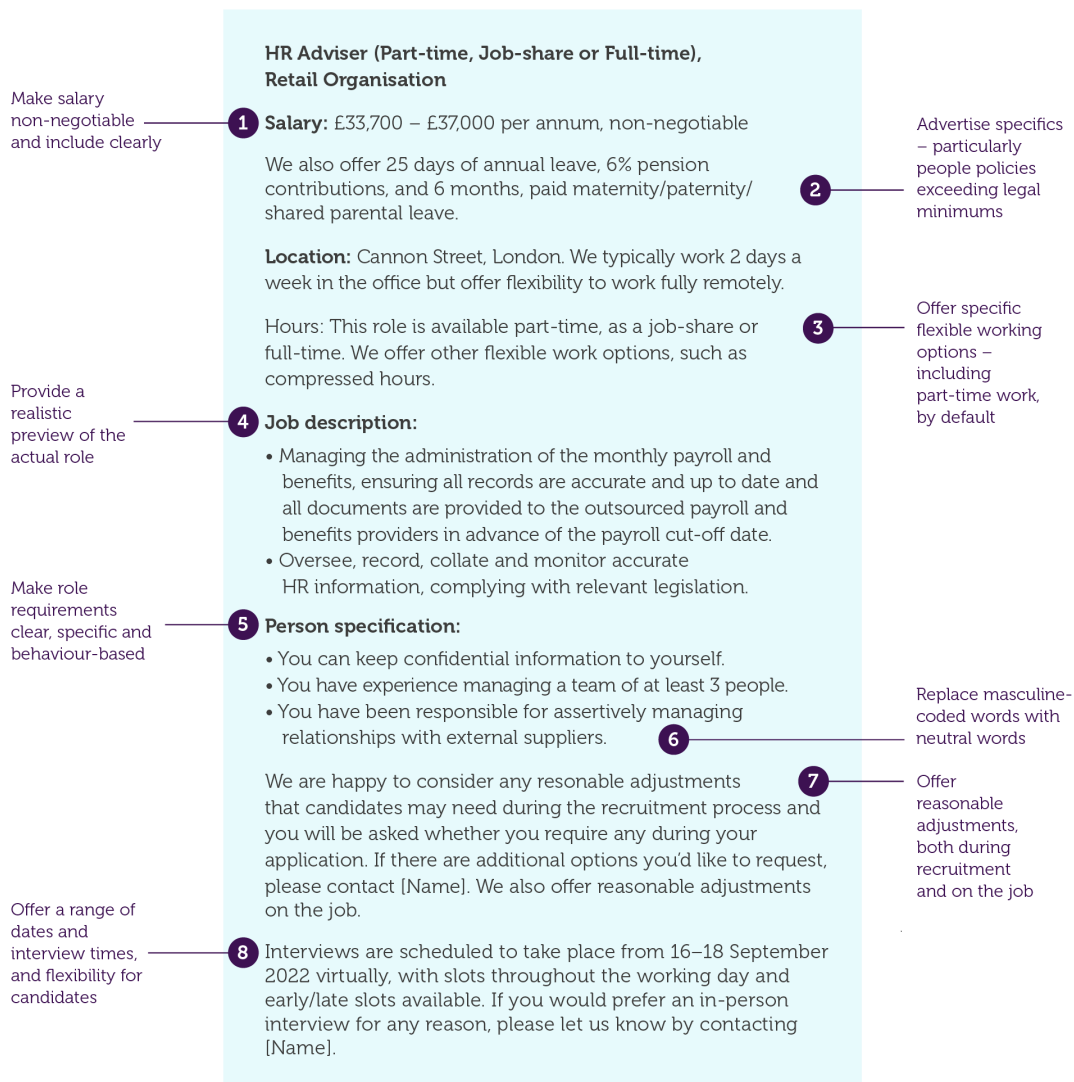 HR Adviser (Part-time, Job-share or Full-time),
Retail Organisation
Make salary
non-negotiable
and include clearly
1
Salary: £33,700 – £37,000 per annum, non-negotiable
We also offer 25 days of annual leave, 6% pension
contributions, and 6 months, paid maternity/paternity/
shared parental leave.
2
Advertise specifics
– particularly
people policies
exceeding legal
minimums
Location: Cannon Street, London. We typically work 2 days a
week in the office but offer flexibility to work fully remotely.
Hours: This role is available part-time, as a job-share or
full-time. We offer other flexible work options, such as
compressed hours.
3
Offer specific
flexible working
options –
including
part-time work,
by default
Provide a
realistic
preview of the
actual role
4
Job description:
• Managing the administration of the monthly payroll and
benefits, ensuring all records are accurate and up to date and
all documents are provided to the outsourced payroll and
benefits providers in advance of the payroll cut-off date.
• Oversee, record, collate and monitor accurate
HR information, complying with relevant legislation.
Make role
requirements
clear, specific and
behaviour-based
5
Person specification:
• You can keep confidential information to yourself.
• You have experience managing a team of at least 3 people.
• You have been responsible for assertively managing
relationships with external suppliers.
6
Replace masculine-
coded words with
neutral words
We are happy to consider any resonable adjustments
that candidates may need during the recruitment process and
you will be asked whether you require any during your
application. If there are additional options you’d like to request,
please contact [Name]. We also offer reasonable adjustments
on the job.
7
Offer
reasonable
adjustments,
both during
recruitment
and on the job
Offer a range of
dates and
interview times,
and flexibility for
candidates
8
Interviews are scheduled to take place from 16–18 September
2022 virtually, with slots throughout the working day and
early/late slots available. If you would prefer an in-person
interview for any reason, please let us know by contacting
[Name].